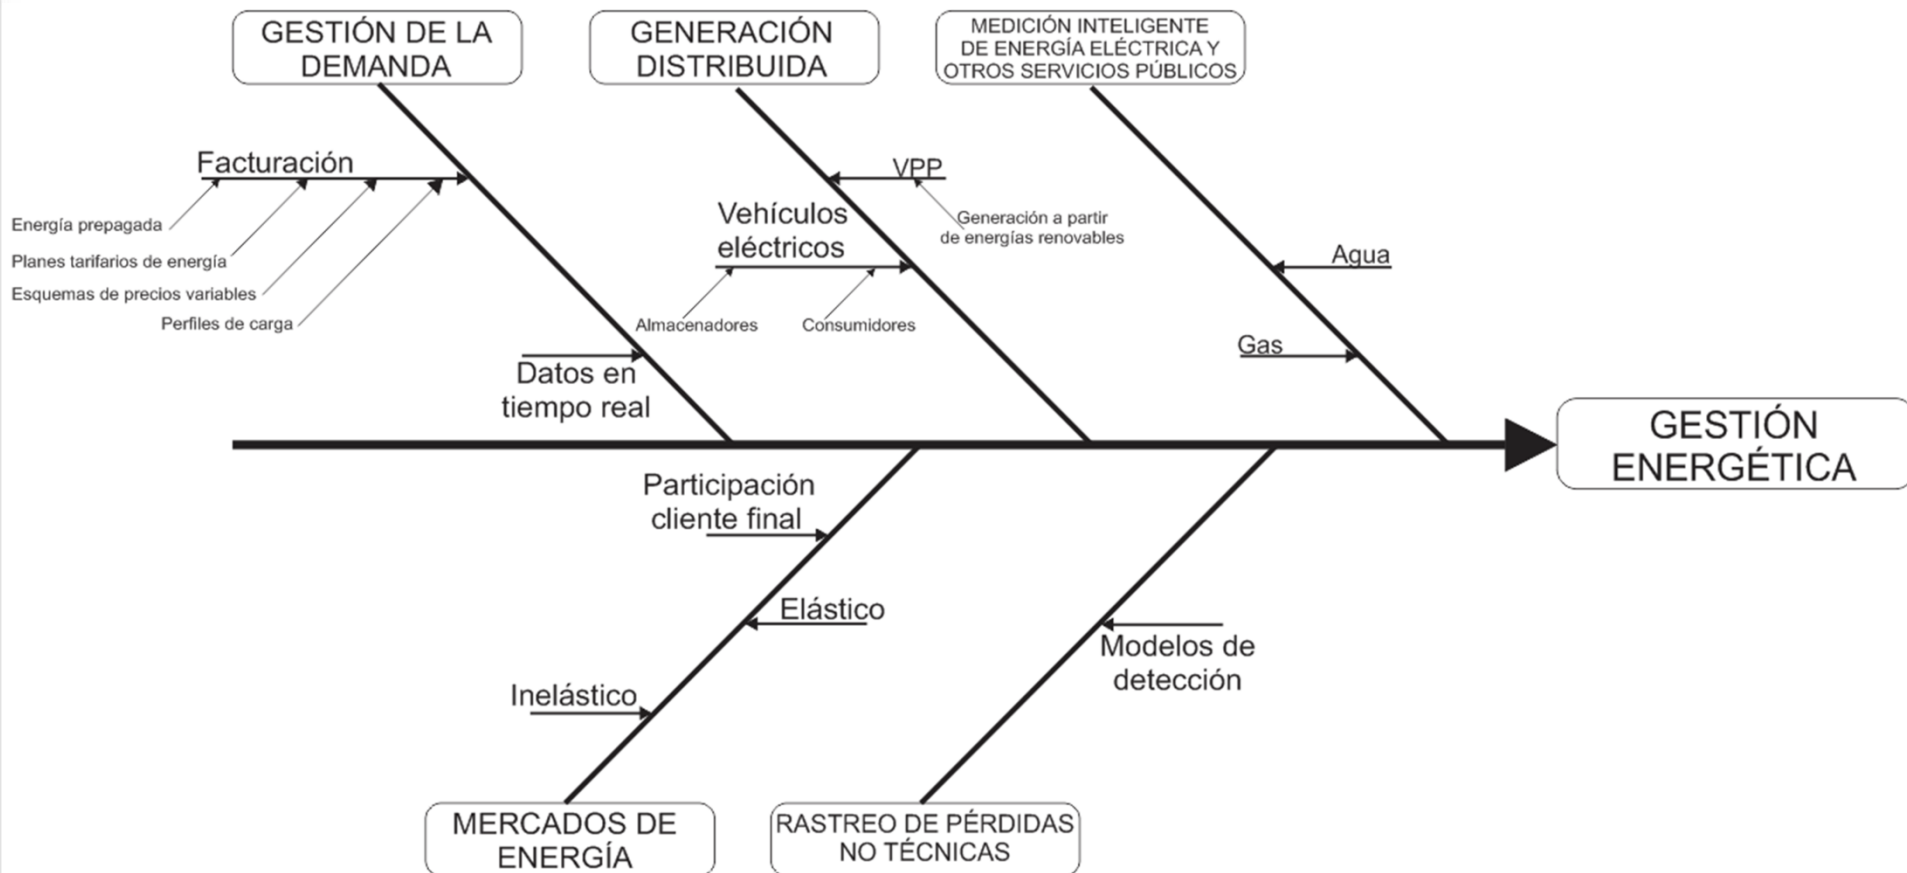 GESTIÓN DE LA
DEMANDA
GENERACIÓN
DISTRIBUIDA
MEDICIÓN INTELIGENTE
DE ENERGÍA ELÉCTRICA Y
OTROS SERVICIOS PÚBLICOS
Facturación
Energía prepagada
Planes tarifarios de energía
Esquemas de precios variables
Perfiles de carga
Datos en
tiempo real
VPP
Generación a partir
de energías renovables
Vehículos
eléctricos
Almacenadores
Consumidores
Agua
Gas
GESTIÓN
ENERGÉTICA
Participación
cliente final
Elástico
Inelástico
Modelos de
detección
MERCADOS DE
ENERGÍA
RASTREO DE PÉRDIDAS
NO TÉCNICAS